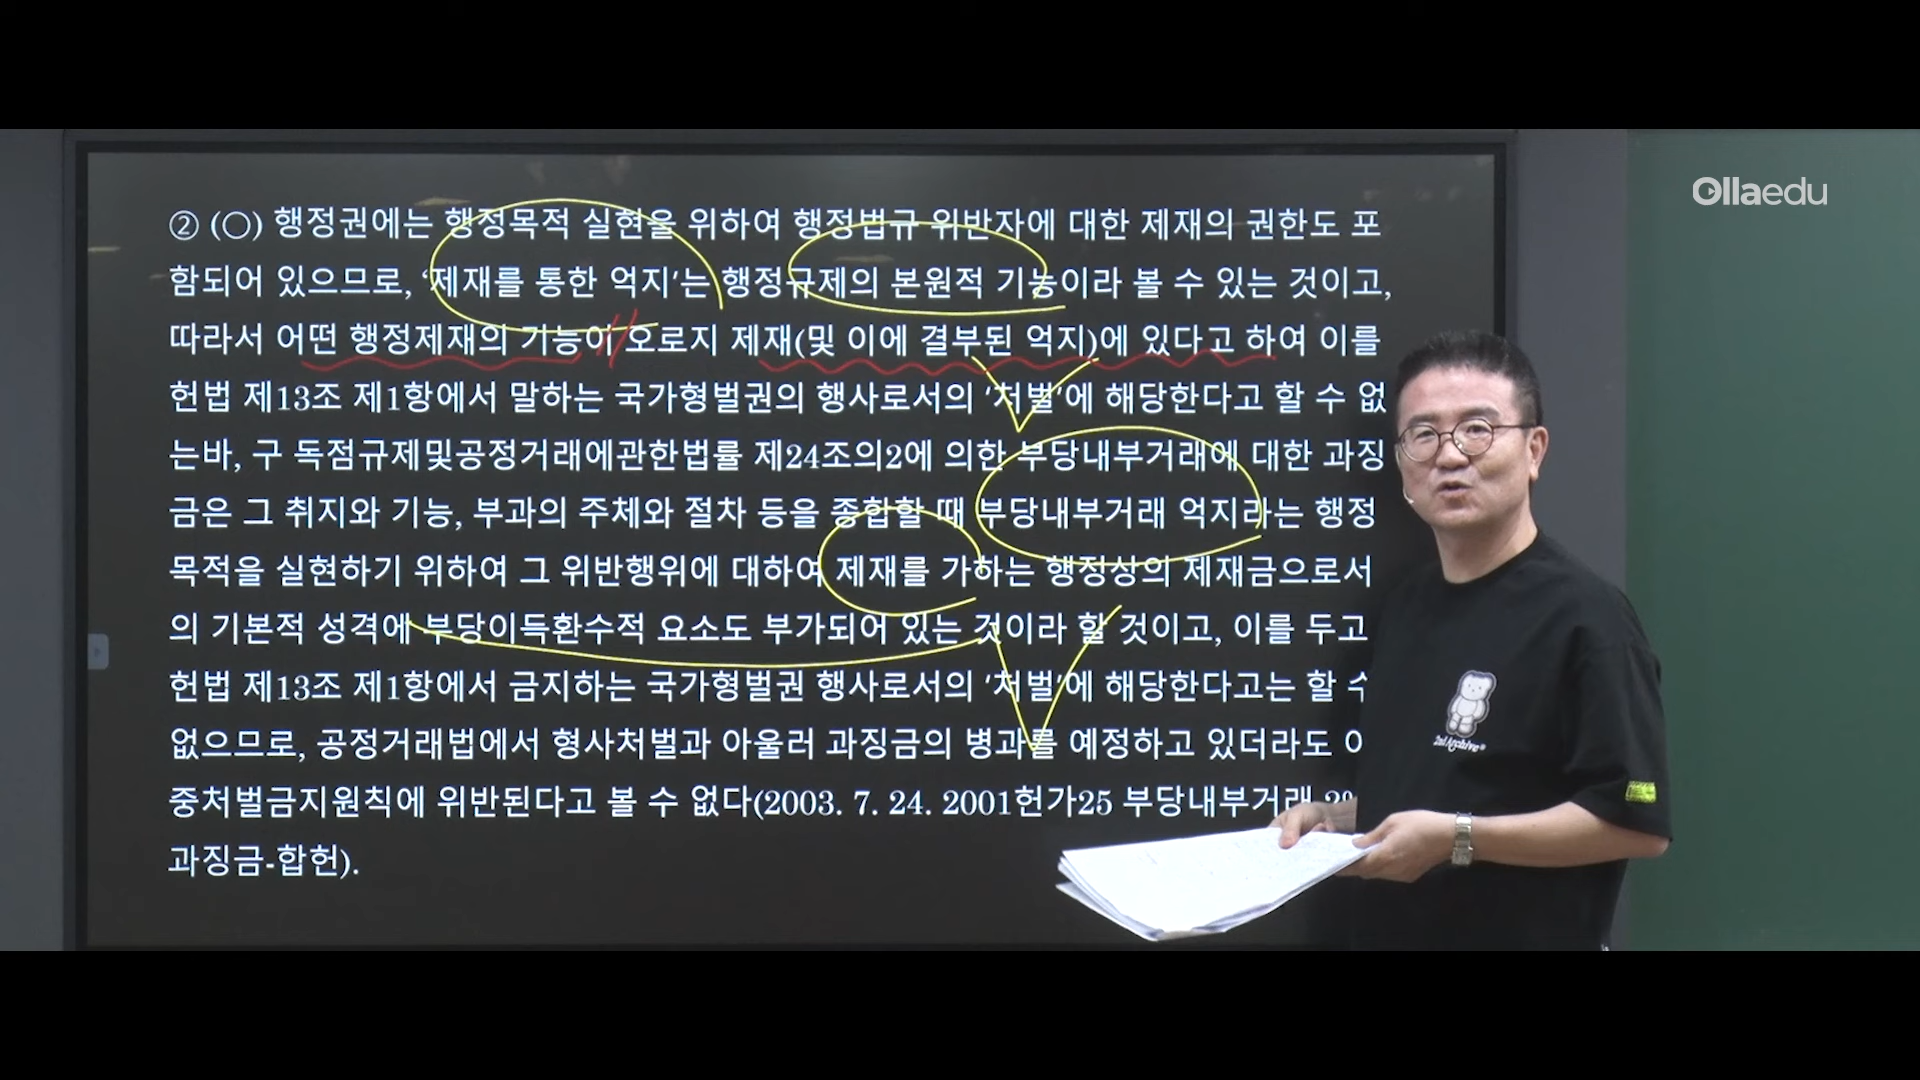 Ollaedu
② (○) 행정권에는 행정목적 실현을 위하여 행정법규 위반자에 대한 제재의 권한도 포
함되어 있으므로, ‘제재를 통한 억지’는 행정규제의 본원적 기능이라 볼 수 있는 것이고,
따라서 어떤 행정제재의 기능이 오로지 제재(및 이에 결부된 억지)에 있다고 하여 이를
헌법 제13조 제1항에서 말하는 국가형벌권의 행사로서의 ‘처벌’에 해당한다고 할 수 없
는바, 구 독점규제및공정거래에관한법률 제24조의2에 의한 부당내부거래에 대한 과징
금은 그 취지와 기능, 부과의 주체와 절차 등을 종합할 때 부당내부거래 억지라는 행정
목적을 실현하기 위하여 그 위반행위에 대하여 제재를 가하는 행정상의 제재금으로서
의 기본적 성격에 부당이득환수적 요소도 부가되어 있는 것이라 할 것이고, 이를 두고
헌법 제13조 제1항에서 금지하는 국가형벌권 행사로서의 ‘처벌’에 해당한다고는 할 수
없으므로, 공정거래법에서 형사처벌과 아울러 과징금의 병과를 예정하고 있더라도
중처벌금지원칙에 위반된다고 볼 수 없다(2003. 7. 24. 2001헌가25 부당내부거래
과징금-합헌).
2nd Archive